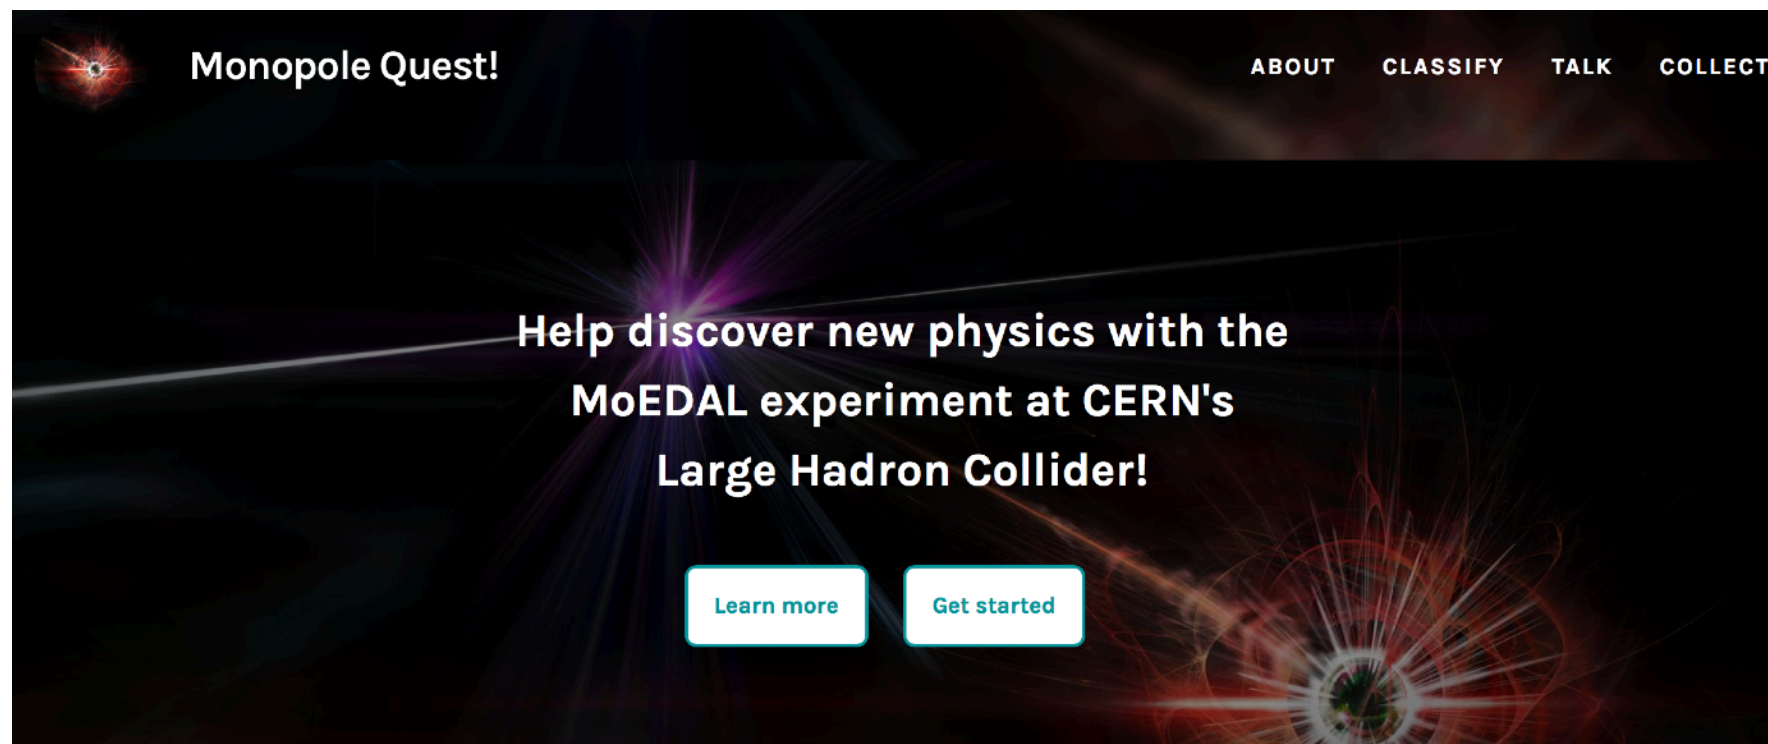 Monopole Quest!
ABOUT CLASSIFY TALK COLLECT
Help discover new physics with the
MoEDAL experiment at CERN's
Large Hadron Collider!
Learn more
Get started